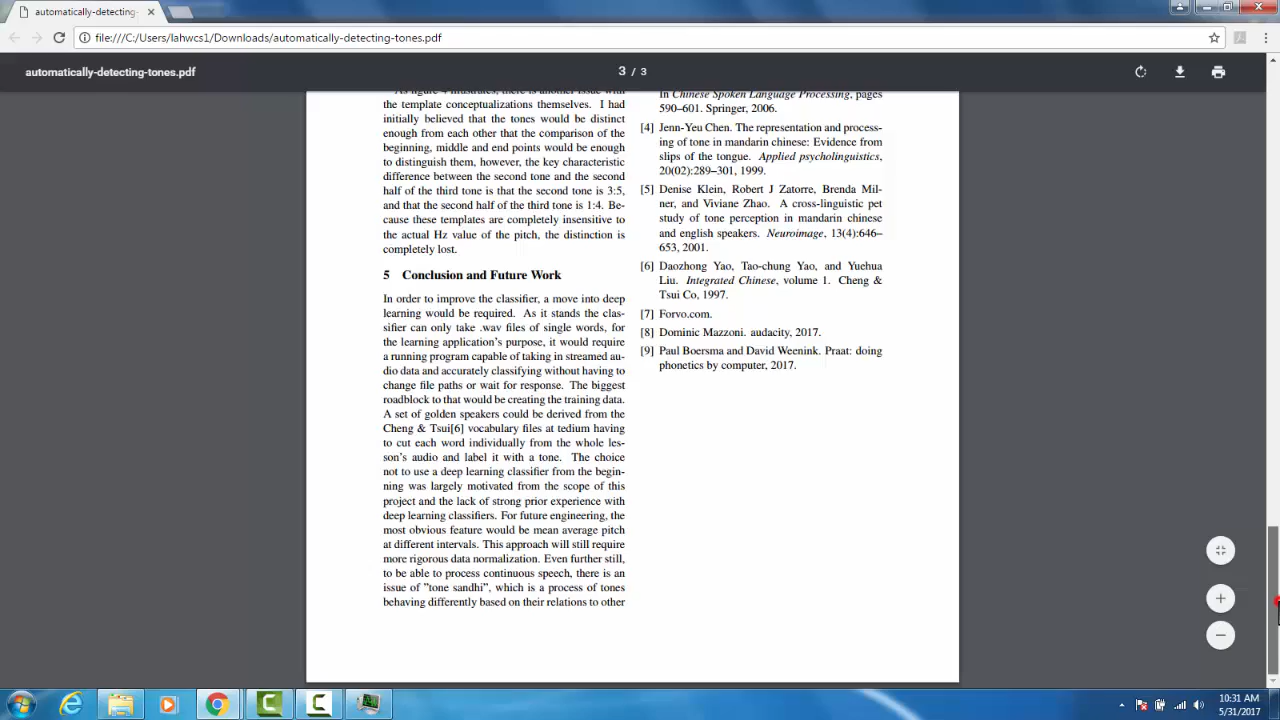 automatically-detecting-
file:///C:/Users/lahwcs1/Downloads/automatically-detecting-tones.pdf
automatically-detecting-tones.pdf
3 / 3
As figure 4 illustrates, there is another issue with
the template conceptualizations themselves. I had
initially believed that the tones would be distinct
enough from each other that the comparison of the
beginning, middle and end points would be enough
to distinguish them, however, the key characteristic
difference between the second tone and the second
half of the third tone is that the second tone is 3:5,
and that the second half of the third tone is 1:4. Be-
cause these templates are completely insensitive to
the actual Hz value of the pitch, the distinction is
completely lost.
5 Conclusion and Future Work
In order to improve the classifier, a move into deep
learning would be required. As it stands the clas-
sifier can only take .wav files of single words, for
the learning application's purpose, it would require
a running program capable of taking in streamed au-
dio data and accurately classifying without having to
change file paths or wait for response. The biggest
roadblock to that would be creating the training data.
A set of golden speakers could be derived from the
Cheng & Tsui[6] vocabulary files at tedium having
to cut each word individually from the whole les-
son's audio and label it with a tone. The choice
not to use a deep learning classifier from the begin-
ning was largely motivated from the scope of this
project and the lack of strong prior experience with
deep learning classifiers. For future engineering, the
most obvious feature would be mean average pitch
at different intervals. This approach will still require
more rigorous data normalization. Even further still,
to be able to process continuous speech, there is an
issue of "tone sandhi", which is a process of tones
behaving differently based on their relations to other
In Chinese Spoken Language Processing, pages
590–601. Springer, 2006.
[4] Jenn-Yeu Chen. The representation and process-
ing of tone in mandarin chinese: Evidence from
slips of the tongue. Applied psycholinguistics,
20(02):289–301, 1999.
[5] Denise Klein, Robert J Zatorre, Brenda Mil-
ner, and Viviane Zhao. A cross-linguistic pet
study of tone perception in mandarin chinese
and english speakers. Neuroimage, 13(4):646–
653, 2001.
[6] Daozhong Yao, Tao-chung Yao, and Yuehua
Liu. Integrated Chinese, volume 1. Cheng &
Tsui Co, 1997.
[7] Forvo.com.
[8] Dominic Mazzoni. audacity, 2017.
[9] Paul Boersma and David Weenink. Praat: doing
phonetics by computer, 2017.
10:31 AM
5/31/2017